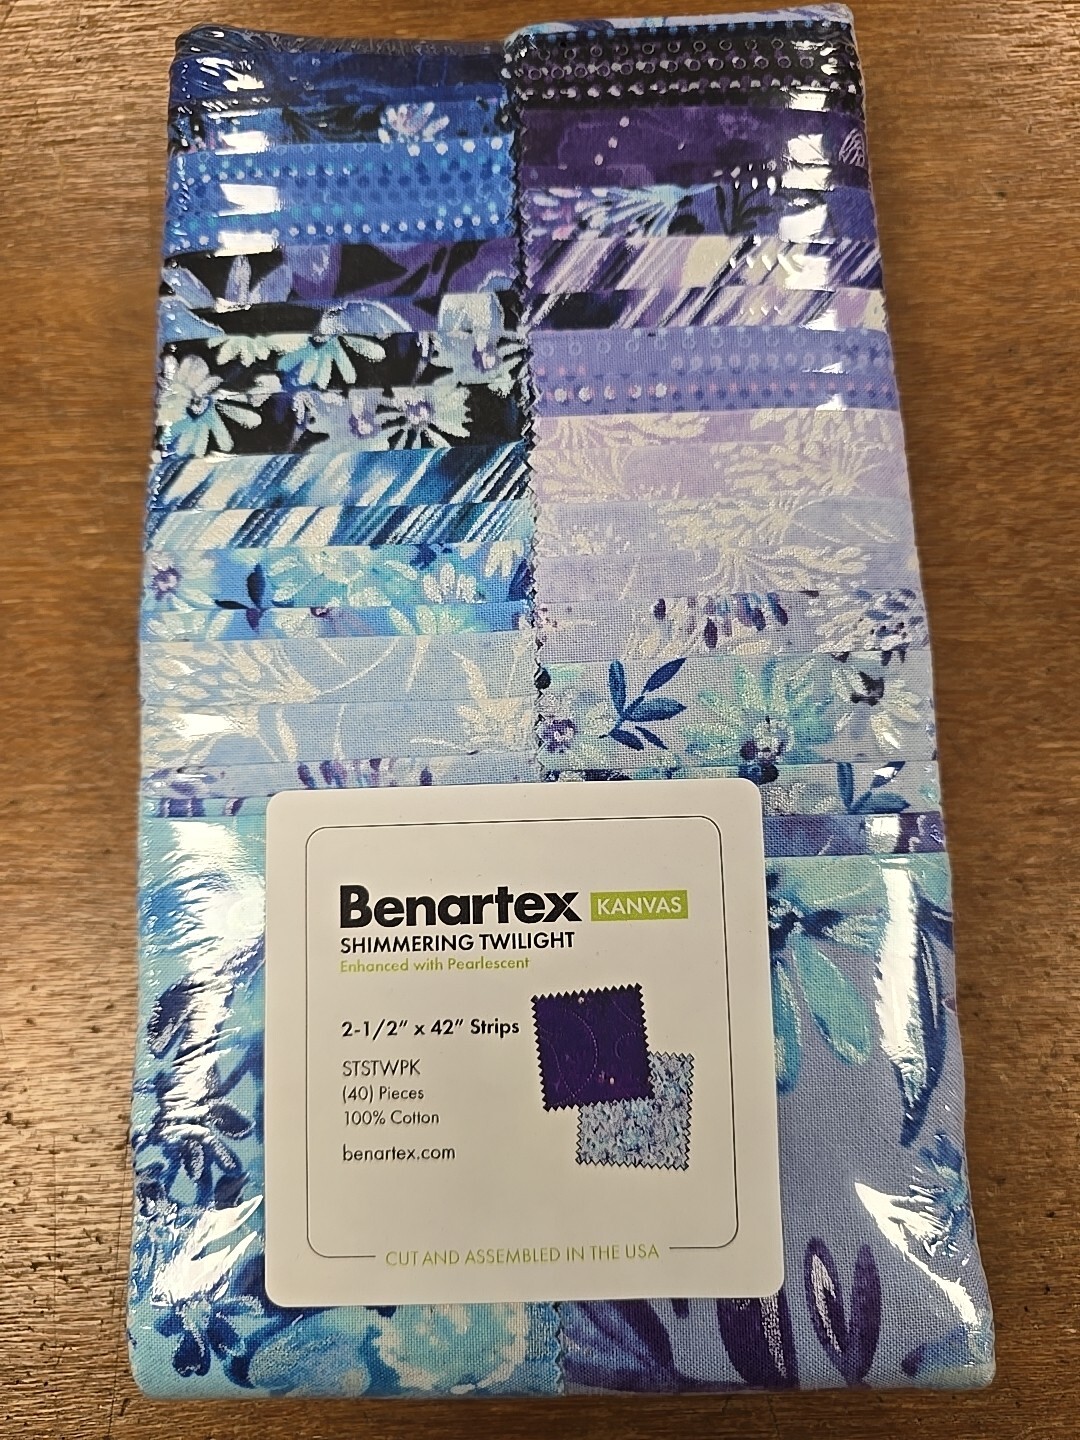 Benartex KANVAS
SHIMMERING TWILIGHT
Enhanced with Pearlescent
2-1/2" x 42" Strips
STSTWPK
(40) Pieces
100% Cotton
benartex.com
CUT AND ASSEMBLED IN THE USA